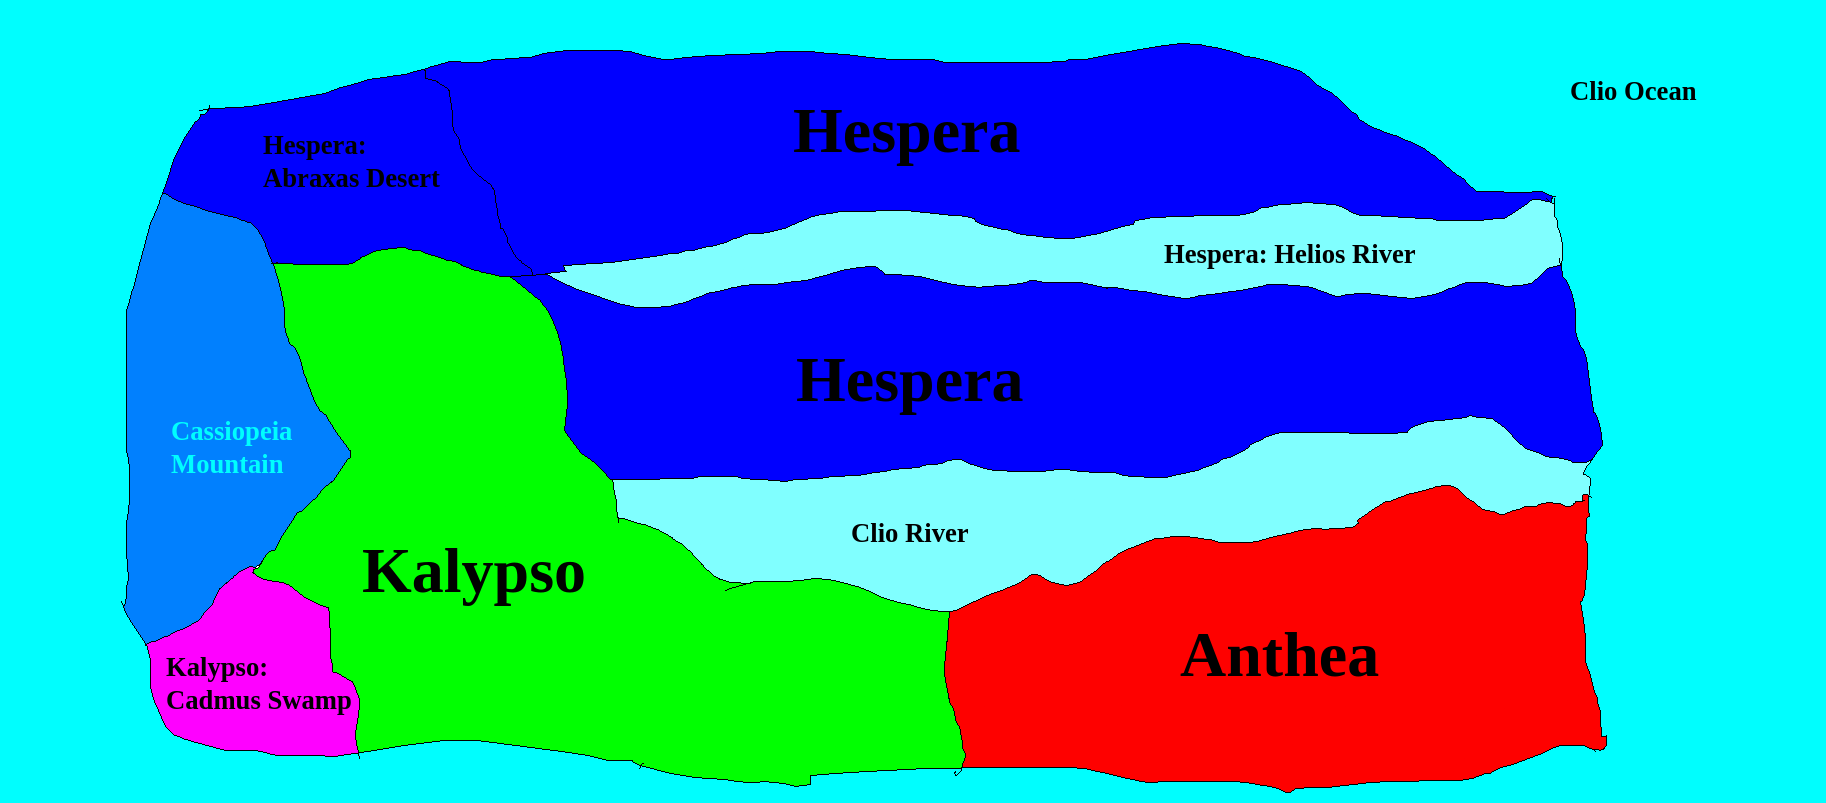 Clio Ocean
Hespera
Hespera:
Abraxas Desert
Hespera: Helios River
Hespera
Cassiopeia
Mountain
Clio River
Kalypso
Anthea
Kalypso:
Cadmus Swamp